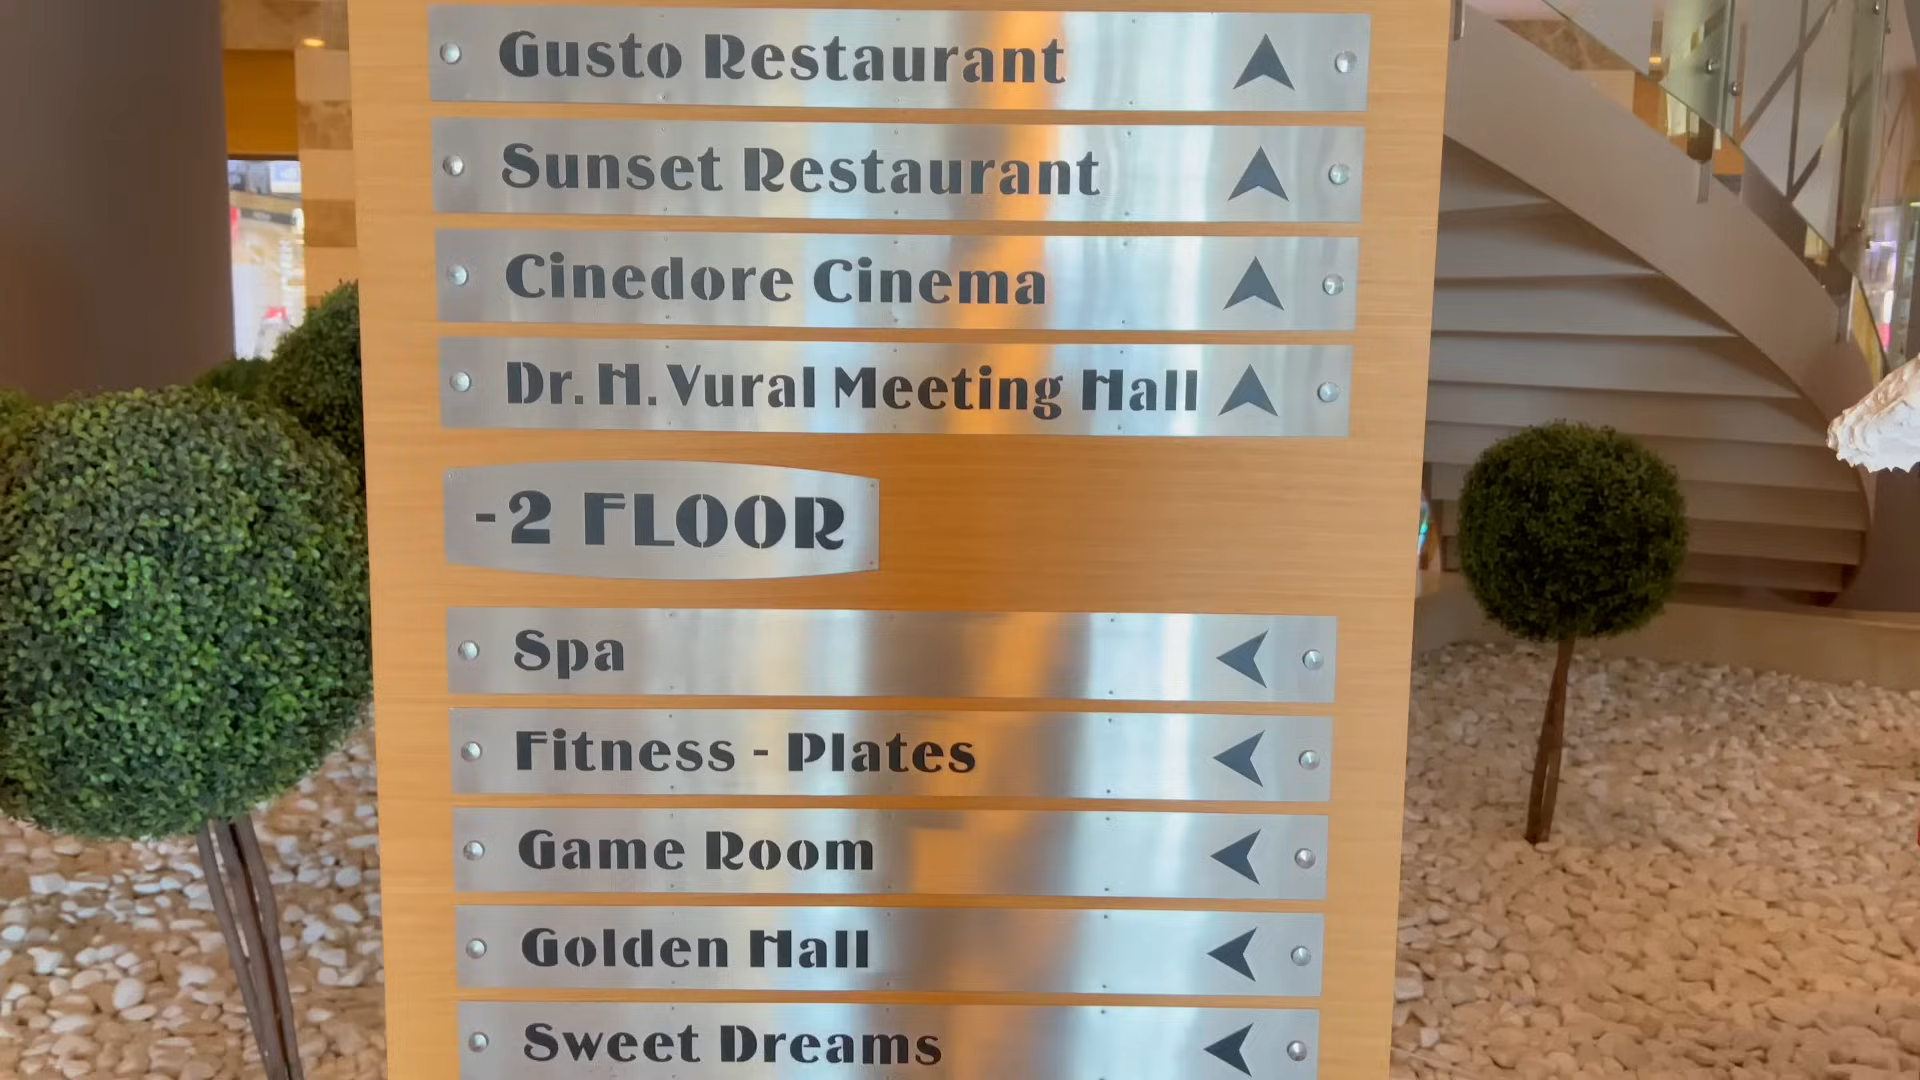 Gusto Restaurant
Sunset Restaurant
Cinedore Cinema
Dr. H. Vural Meeting Hall
-2 FLOOR
Spa
Fitness - Plates
Game Room
Golden Hall
Sweet Dreams